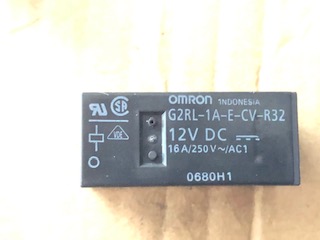 OMRON INDONESIA
G2RL-1A-E-CV-R32
12V DC ⎓
16A/250V~/AC1
0680H1